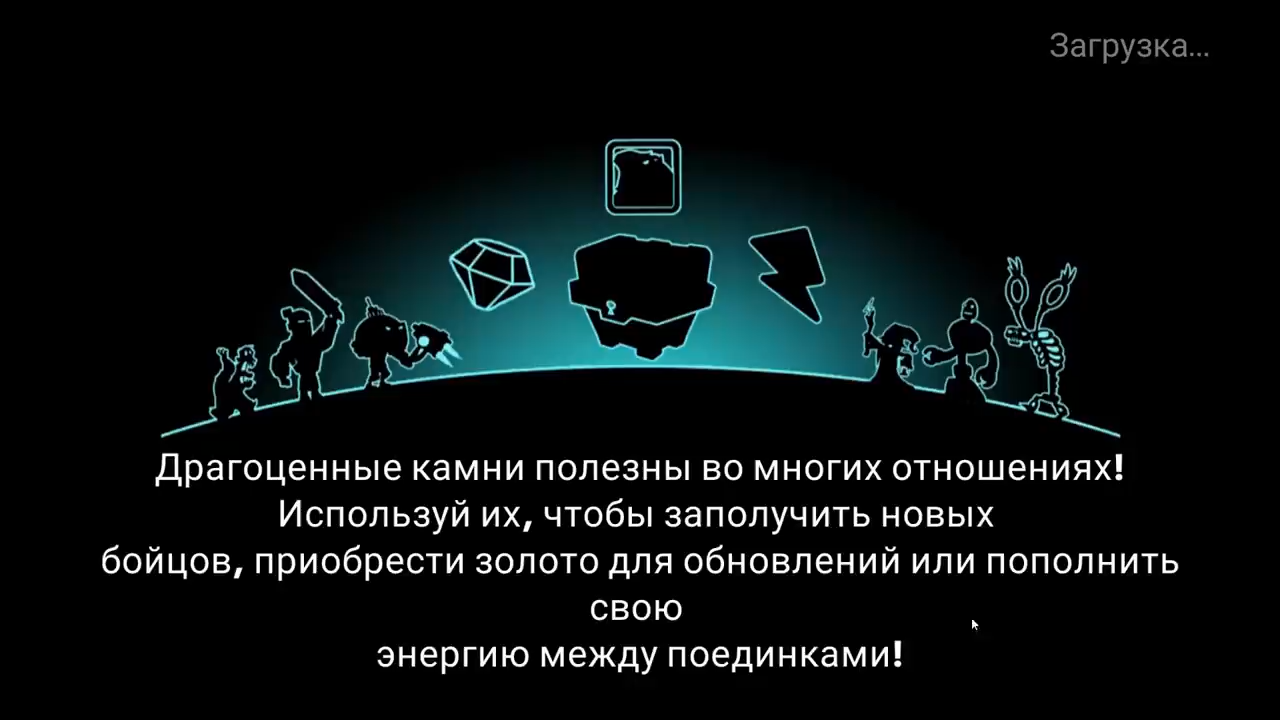 Загрузка...
Драгоценные камни полезны во многих отношениях!
Используй их, чтобы заполучить новых
бойцов, приобрести золото для обновлений или пополнить
свою
энергию между поединками!